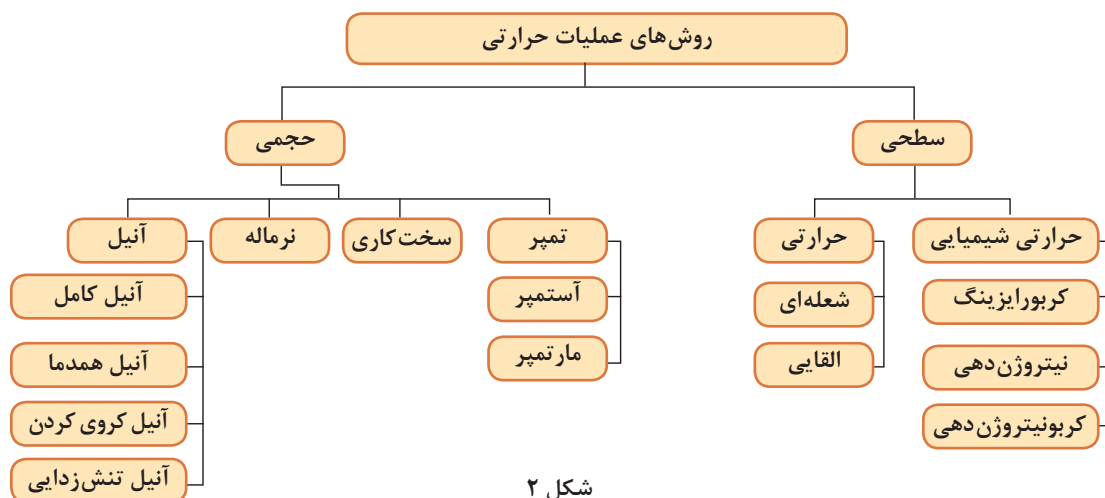 روش‌های عملیات حرارتی
سطحی
حجمی
حرارتی شیمیایی
حرارتی
تمپر
سخت‌کاری
نرماله
آنیل
کربورایزینگ
شعله‌ای
آستمپر
آنیل کامل
نیتروژن‌دهی
القایی
مارتمپر
آنیل همدما
کربونیتروژن‌دهی
آنیل کروی کردن
آنیل تنش‌زدایی
شکل ۲